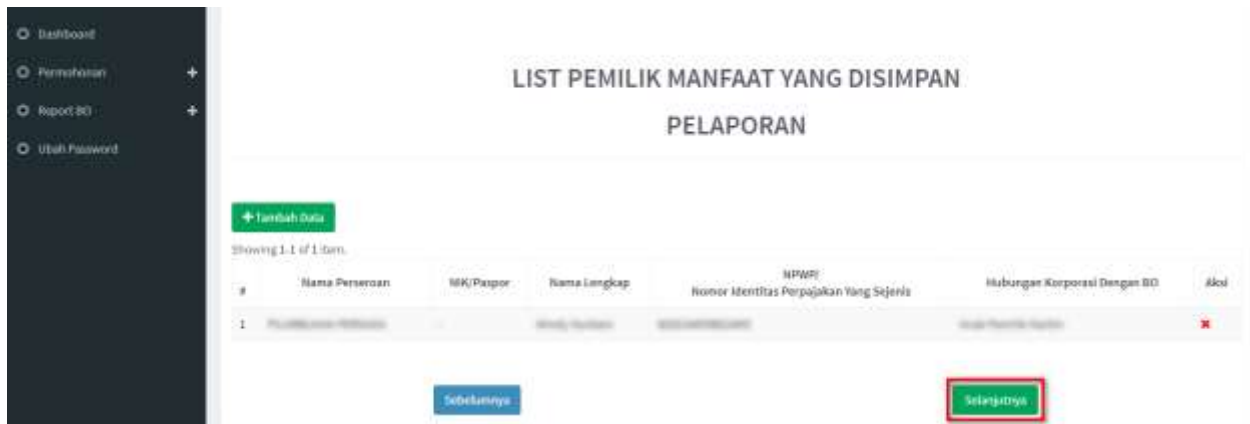 Dashboard
Permohonan
Report BO
Ubah Password
LIST PEMILIK MANFAAT YANG DISIMPAN
PELAPORAN
+ Tambah Data
Showing 1-1 of 1 item.
# Nama Perseroan NIK/Paspor Nama Lengkap NPWP/ Nomor Identitas Perpajakan Yang Sejenis Hubungan Korporasi Dengan BO Aksi
1
Sebelumnya Selanjutnya